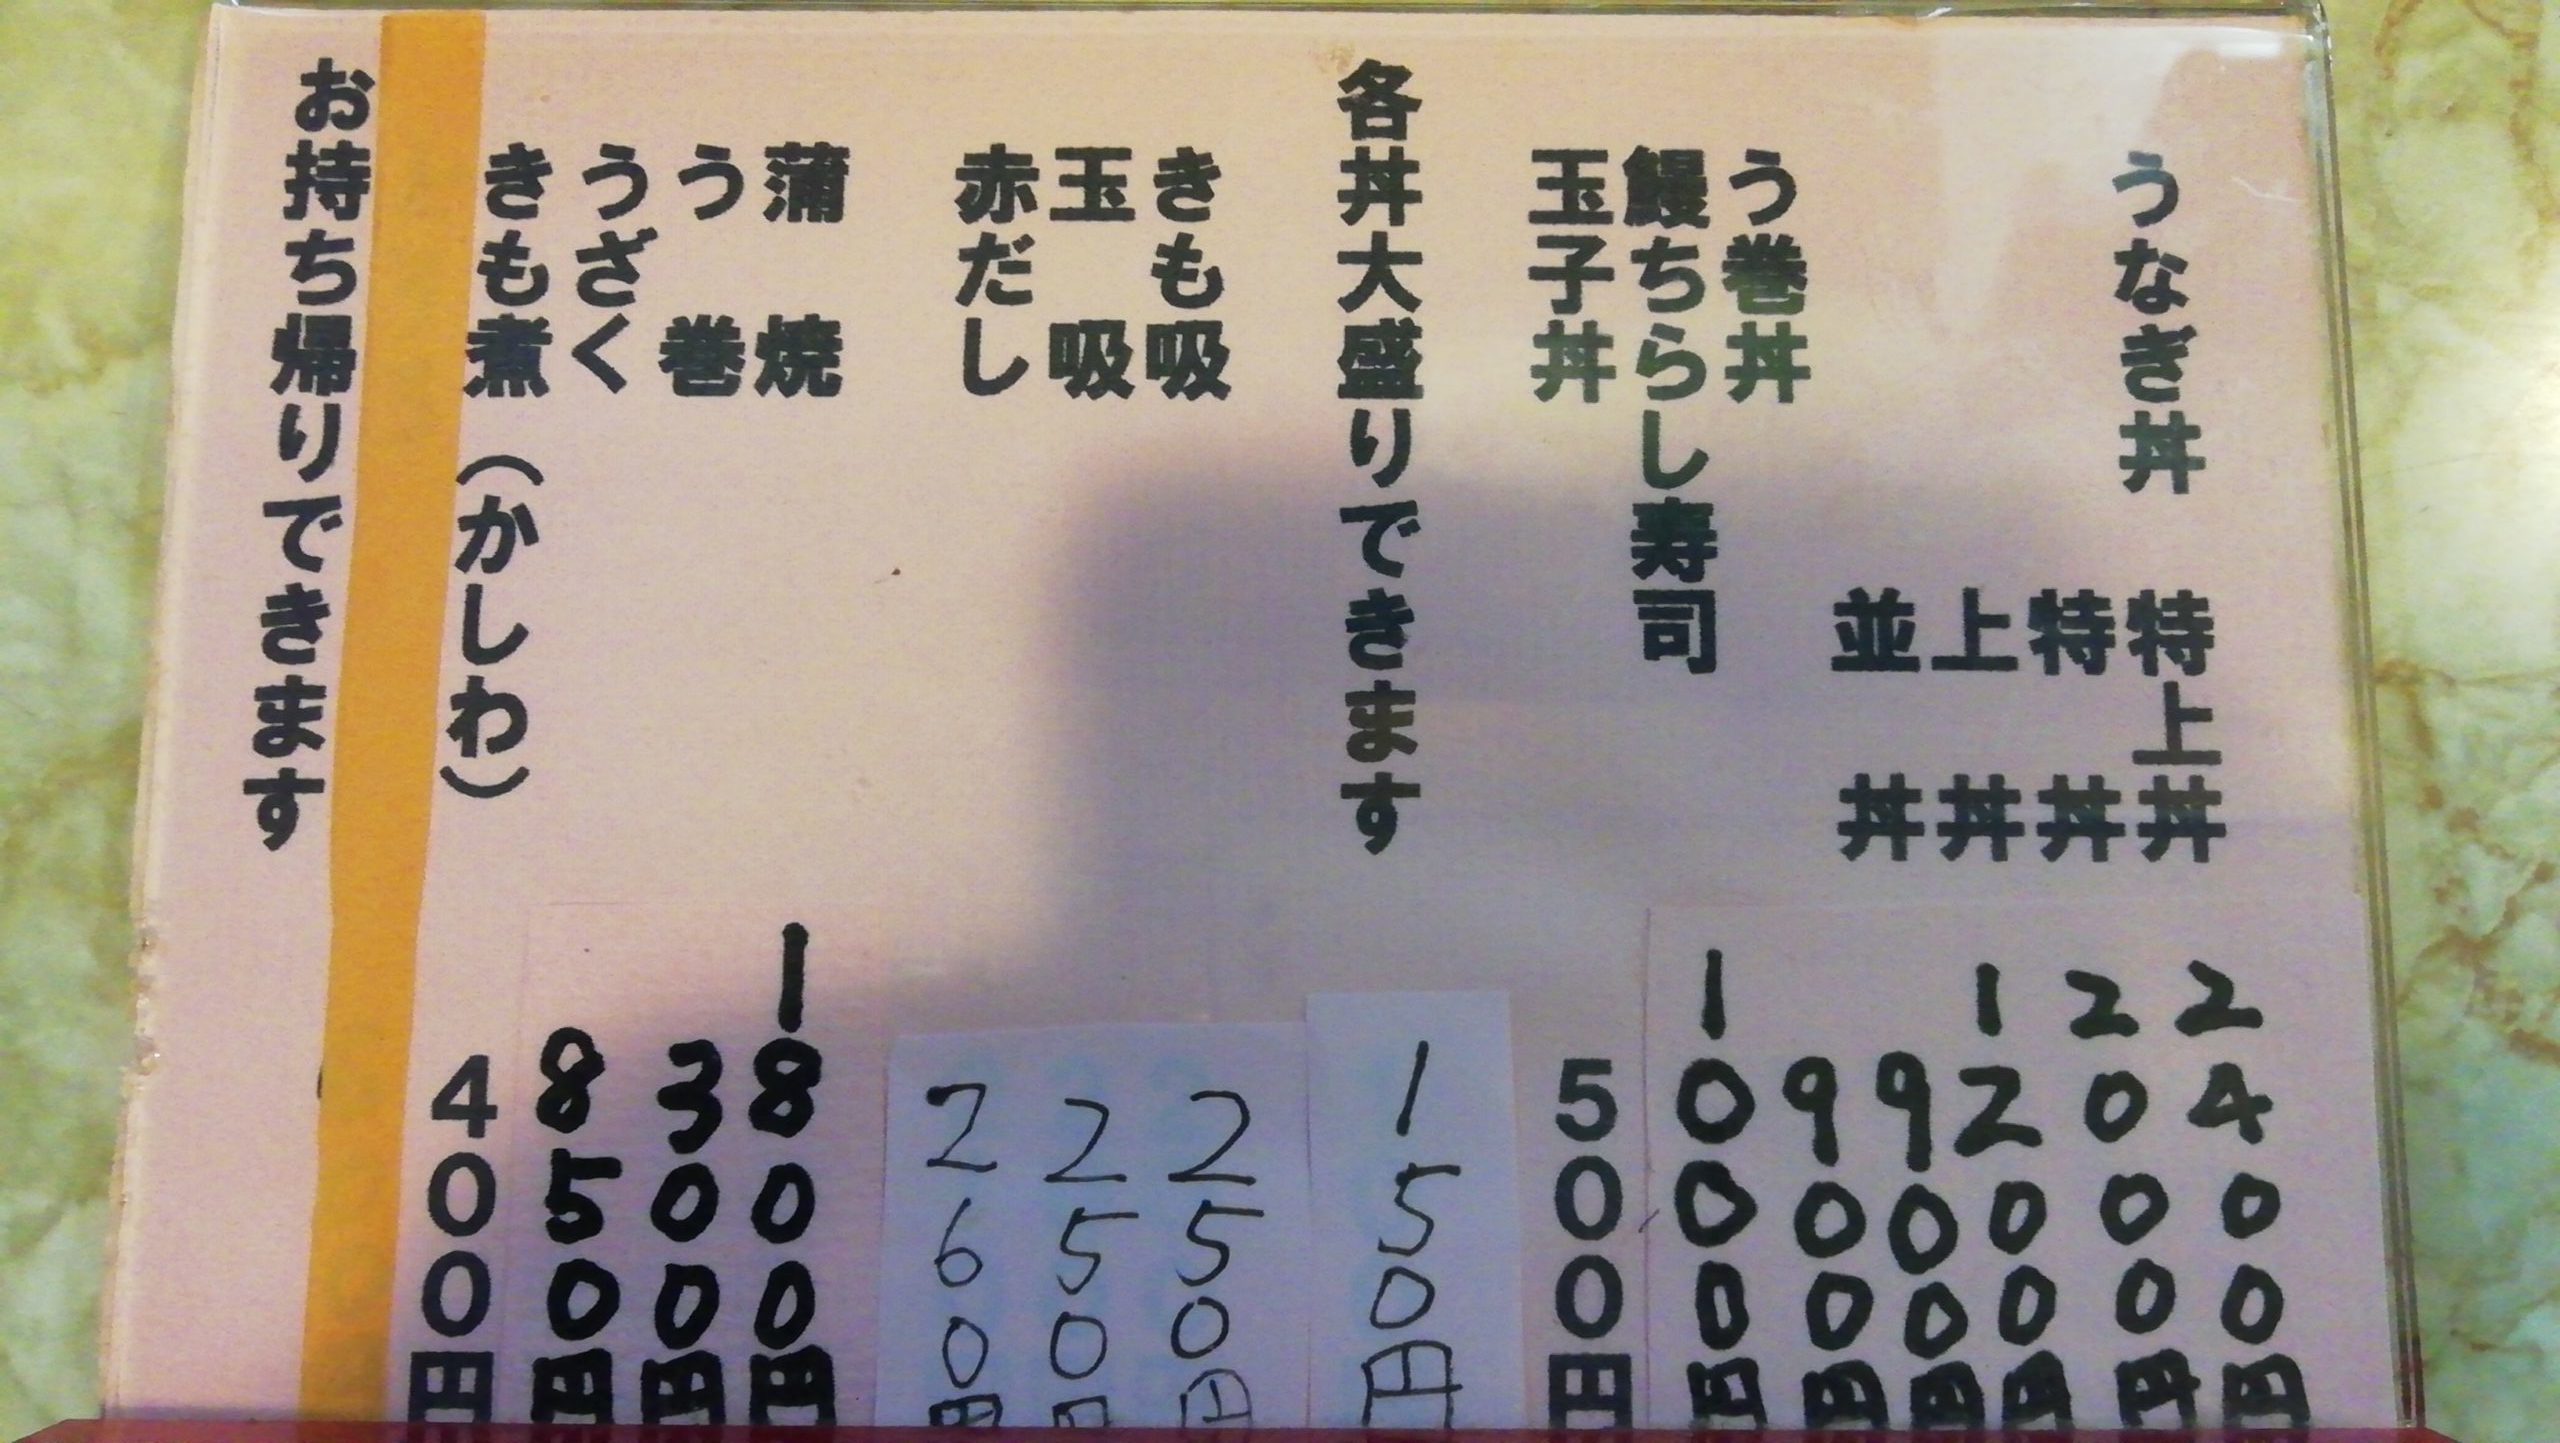 うなぎ丼 特上丼 2400円
特丼 2000円
上丼 1200円
並丼 900円
う巻丼 900円
鰻ちらし寿司 1000円
玉子丼 500円
各丼大盛りできます 150円
きも吸 250円
玉吸 250円
赤だし 260円
蒲焼 1800円
う巻 300円
うざく 850円
きも煮（かしわ） 400円
お持ち帰りできます